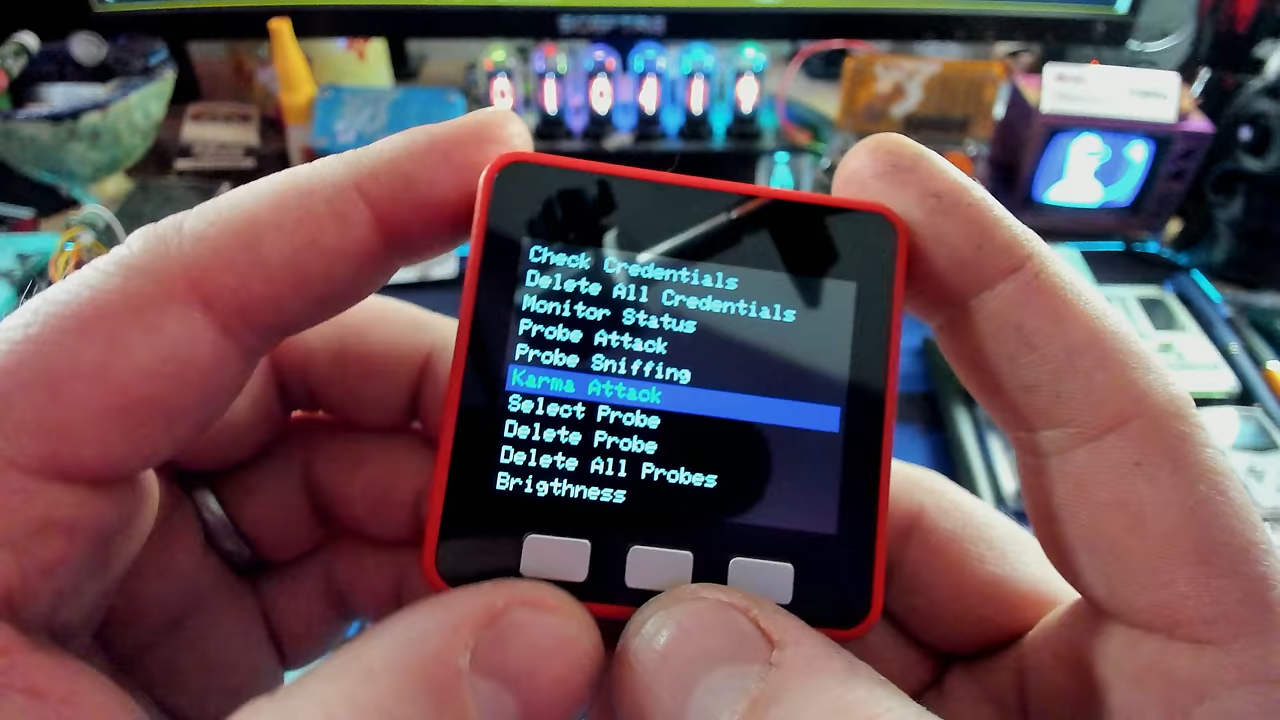 Check Credentials
Delete All Credentials
Monitor Status
Probe Attack
Probe Sniffing
Karma Attack
Select Probe
Delete Probe
Delete All Probes
Brigthness